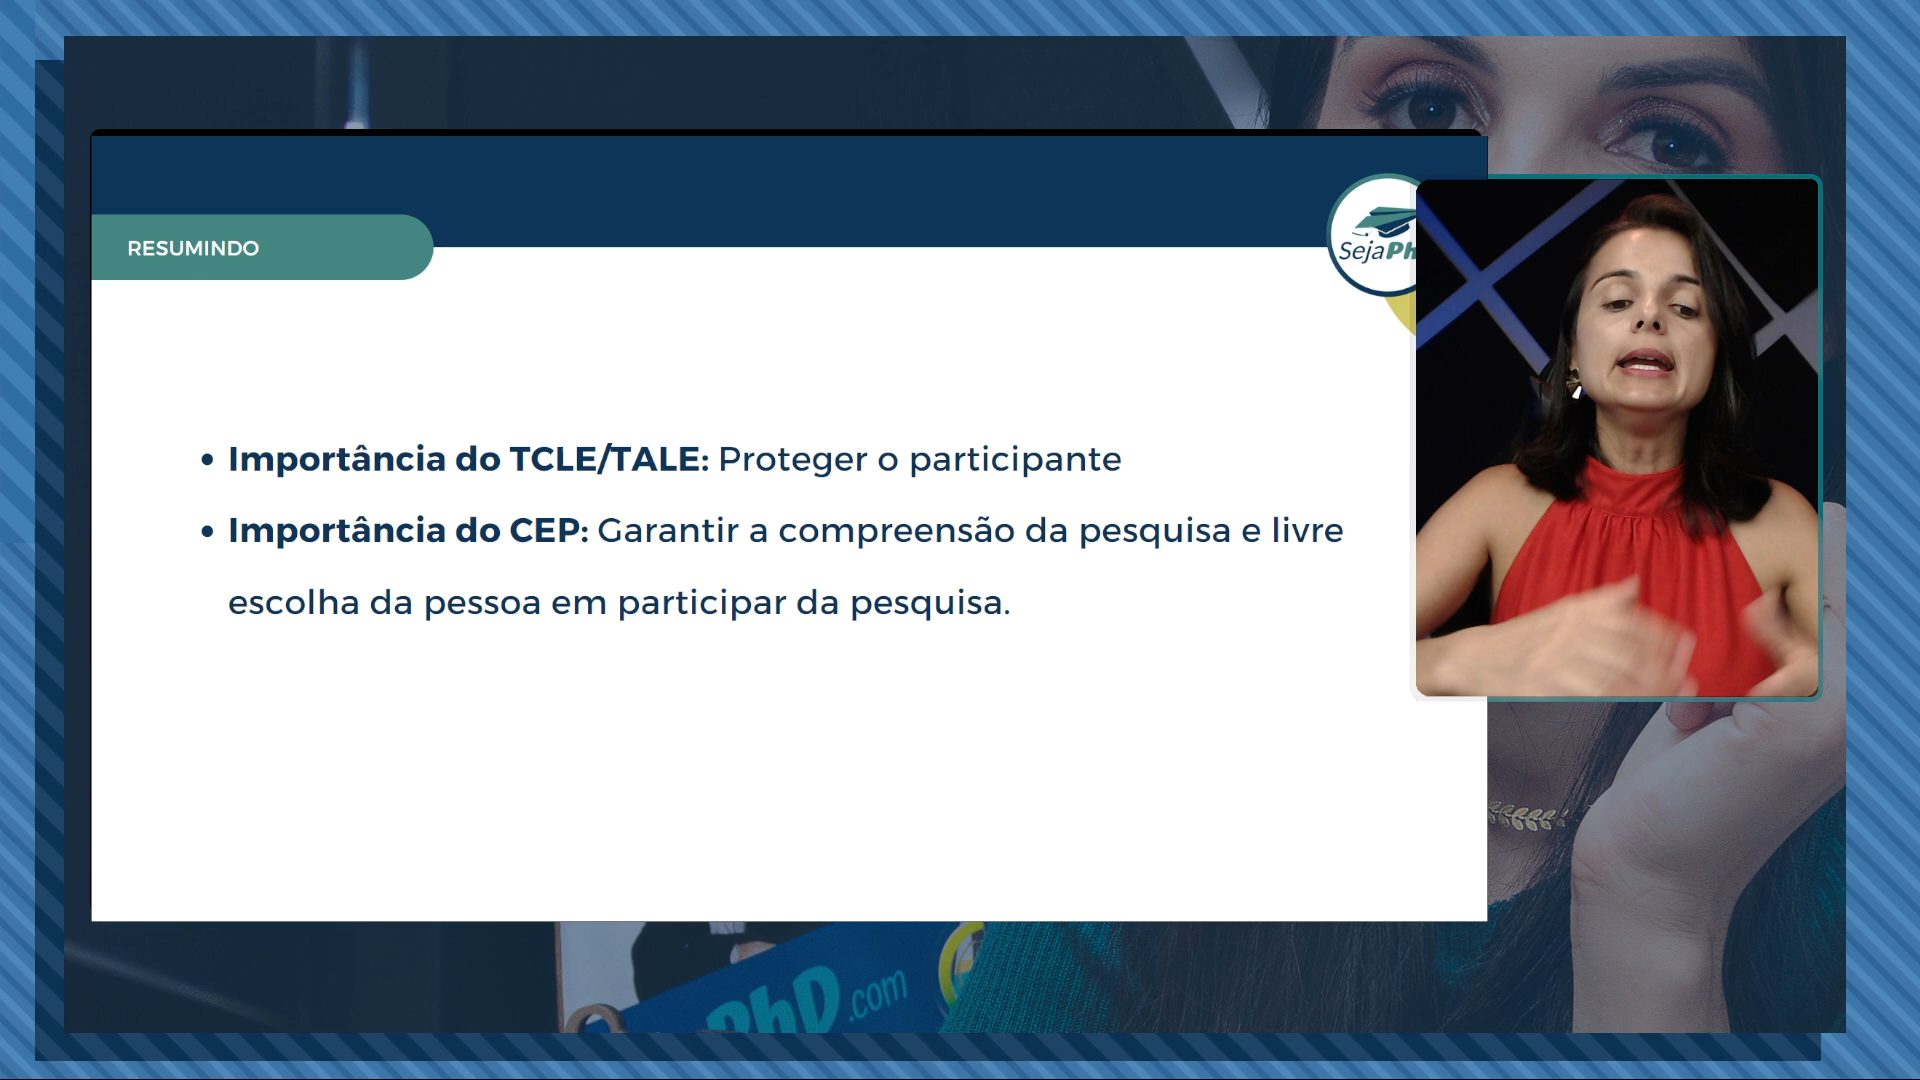 RESUMINDO
SejaPh
• Importância do TCLE/TALE: Proteger o participante
• Importância do CEP: Garantir a compreensão da pesquisa e livre
escolha da pessoa em participar da pesquisa.
PhD.com